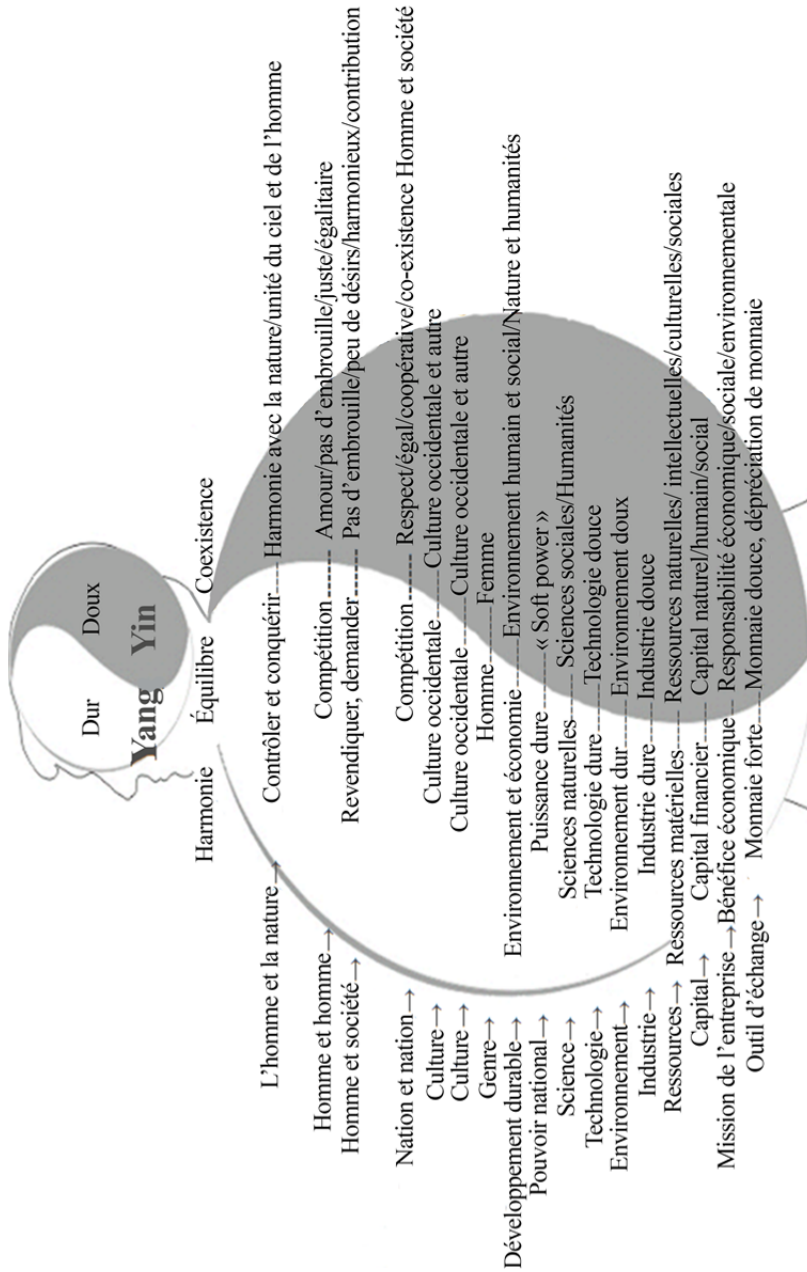 Dur Doux
Yang Yin
Harmonie Équilibre Coexistence
L'homme et la nature→ Contrôler et conquérir-----Harmonie avec la nature/unité du ciel et de l'homme
Homme et homme→ Compétition ------ Amour/pas d'embrouille/juste/égalitaire
Homme et société→ Revendiquer, demander ------ Pas d'embrouille/peu de désirs/harmonieux/contribution
Nation et nation→ Compétition ------ Respect/égal/coopérative/co-existence Homme et société
Culture→ Culture occidentale-----Culture occidentale et autre
Culture→ Culture occidentale-----Culture occidentale et autre
Genre→ Homme-----Femme
Développement durable→ Environnement et économie-----Environnement humain et social/Nature et humanités
Pouvoir national→ Puissance dure-----« Soft power »
Science→ Sciences naturelles-----Sciences sociales/Humanités
Technologie→ Technologie dure-----Technologie douce
Environnement→ Environnement dur-----Environnement doux
Industrie→ Industrie dure-----Industrie douce
Ressources→ Ressources matérielles-----Ressources naturelles/ intellectuelles/culturelles/sociales
Capital→ Capital financier-----Capital naturel/humain/social
Mission de l'entreprise→Bénéfice économique-----Responsabilité économique/sociale/environnementale
Outil d'échange→ Monnaie forte-----Monnaie douce, dépréciation de monnaie